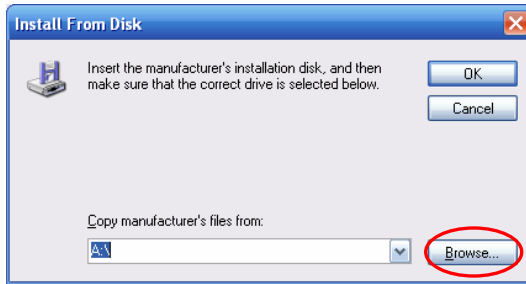 Install From Disk
Insert the manufacturer's installation disk, and then
make sure that the correct drive is selected below.
OK
Cancel
Copy manufacturer's files from:
A:\
Browse...